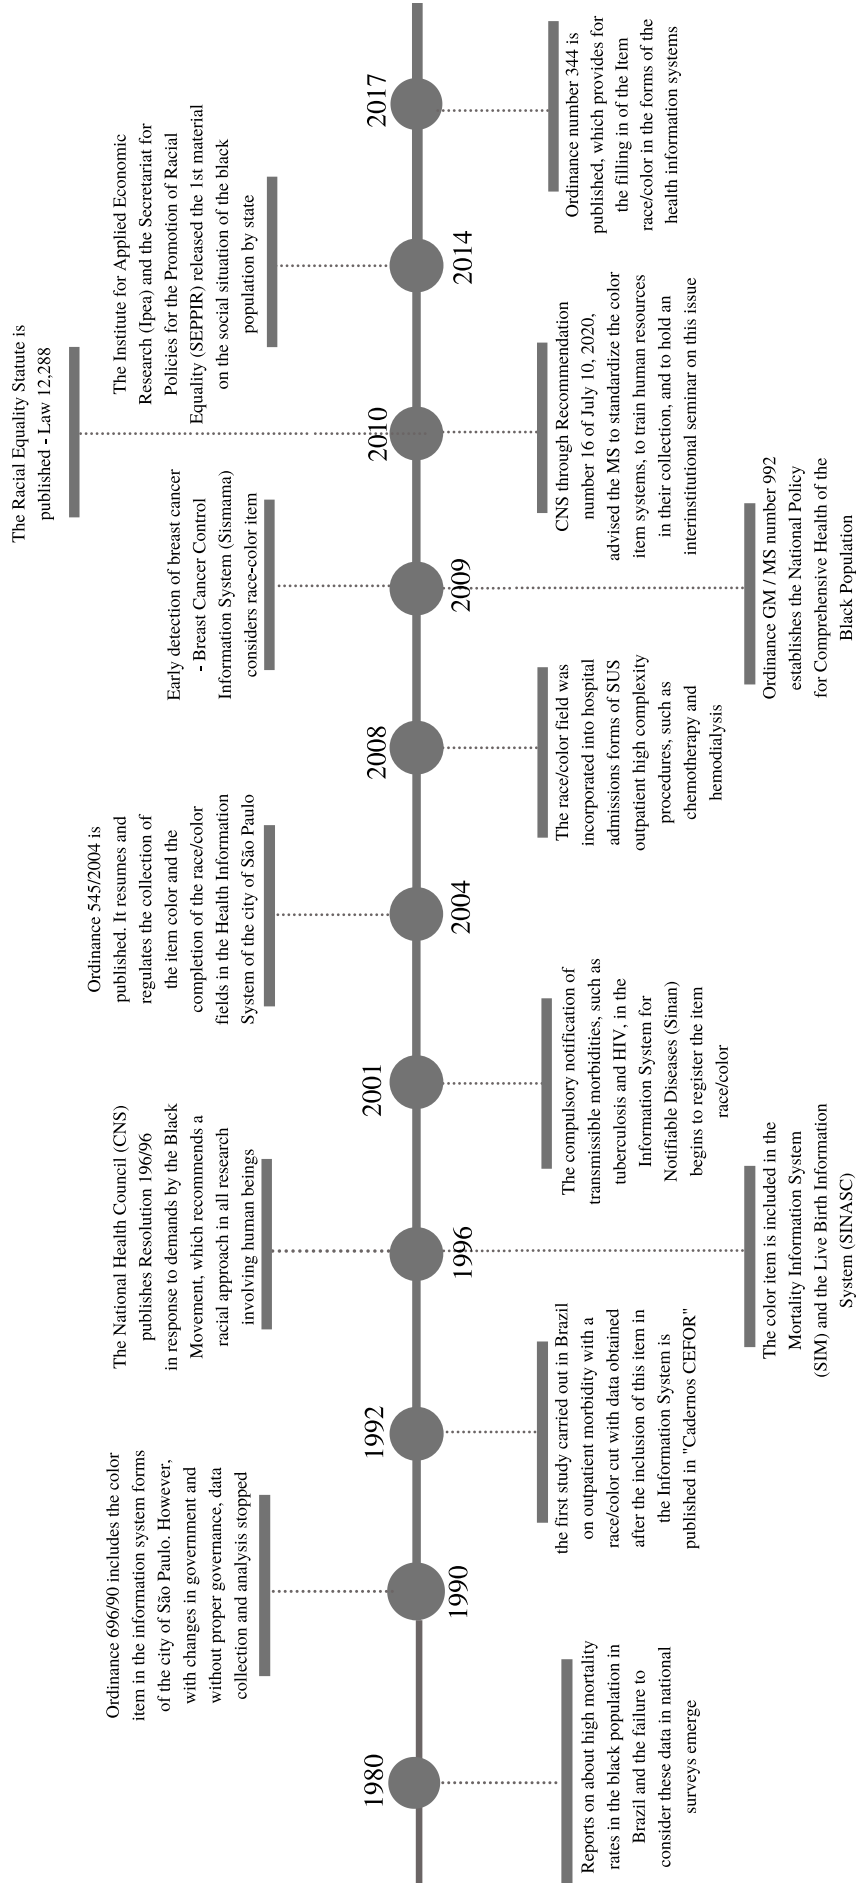 1980
Reports on about high mortality
rates in the black population in
Brazil and the failure to
consider these data in national
surveys emerge
Ordinance 696/90 includes the color
item in the information system forms
of the city of São Paulo. However,
with changes in government and
without proper governance, data
collection and analysis stopped
1990
1992
the first study carried out in Brazil
on outpatient morbidity with a
race/color cut with data obtained
after the inclusion of this item in
the Information System is
published in "Cadernos CEFOR"
The National Health Council (CNS)
publishes Resolution 196/96
in response to demands by the Black
Movement, which recommends a
racial approach in all research
involving human beings
1996
The color item is included in the
Mortality Information System
(SIM) and the Live Birth Information
System (SINASC)
2001
The compulsory notification of
transmissible morbidities, such as
tuberculosis and HIV, in the
Information System for
Notifiable Diseases (Sinan)
begins to register the item
race/color
Ordinance 545/2004 is
published. It resumes and
regulates the collection of
the item color and the
completion of the race/color
fields in the Health Information
System of the city of São Paulo
2004
2008
The race/color field was
incorporated into hospital
admissions forms of SUS
outpatient high complexity
procedures, such as
chemotherapy and
hemodialysis
Early detection of breast cancer
- Breast Cancer Control
Information System (Sismama)
considers race-color item
2009
Ordinance GM / MS number 992
establishes the National Policy
for Comprehensive Health of the
Black Population
The Racial Equality Statute is
published - Law 12,288
2010
CNS through Recommendation
number 16 of July 10, 2020,
advised the MS to standardize the color
item systems, to train human resources
in their collection, and to hold an
interinstitutional seminar on this issue
The Institute for Applied Economic
Research (Ipea) and the Secretariat for
Policies for the Promotion of Racial
Equality (SEPPIR) released the 1st material
on the social situation of the black
population by state
2014
2017
Ordinance number 344 is
published, which provides for
the filling in of the Item
race/color in the forms of the
health information systems